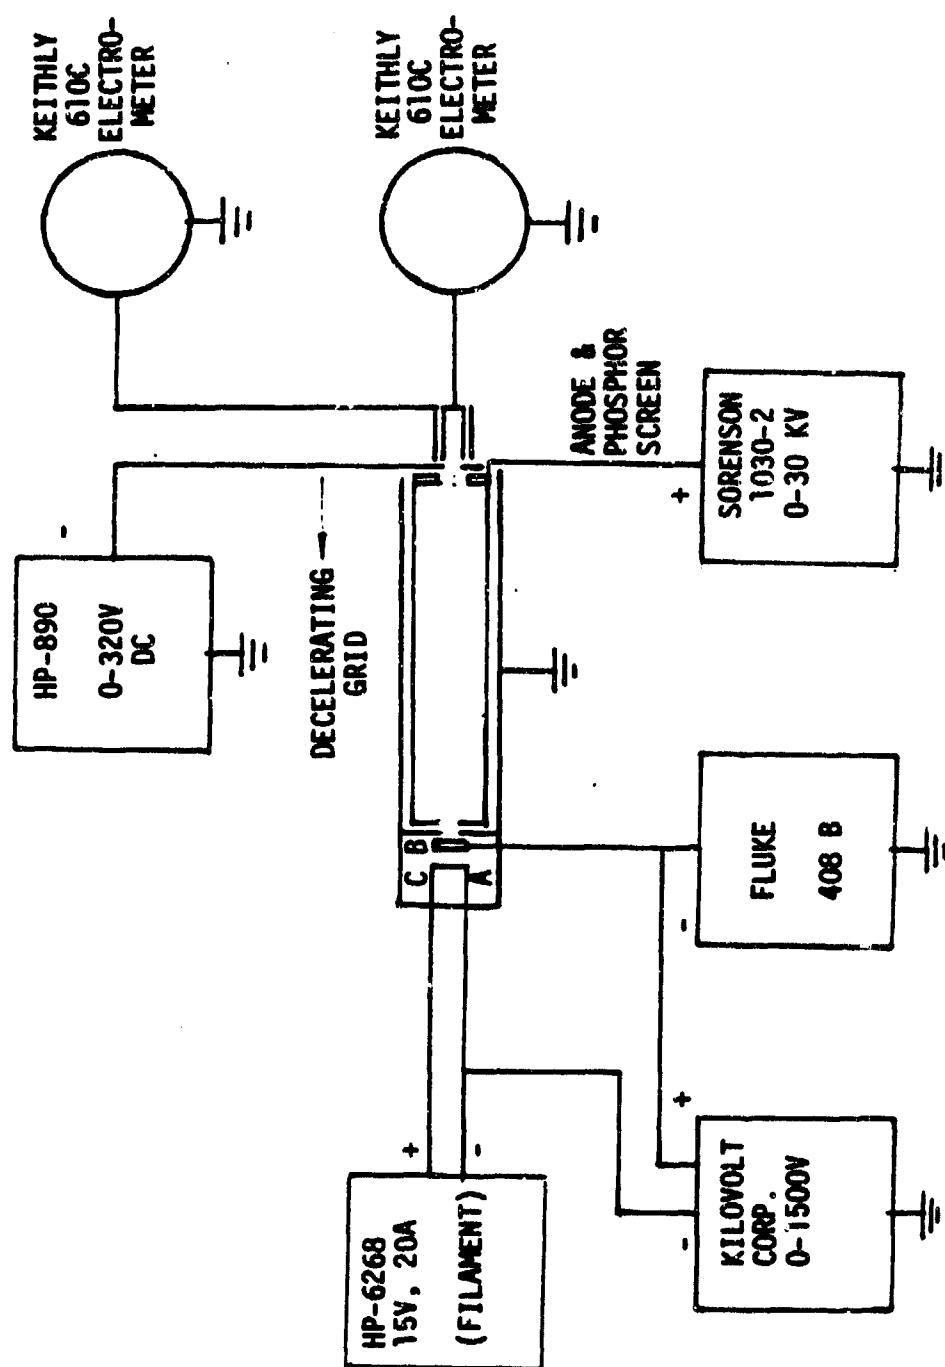 KEITHLY
610C
ELECTRO-
METER
KEITHLY
610C
ELECTRO-
METER
HP-890
0-320V
DC
-
DECELERATING
GRID
ANODE &
PHOSPHOR
SCREEN
+
SORENSON
1030-2
0-30 KV
C B
A
FLUKE
408 B
-
HP-6268
15V, 20A
(FILAMENT)
+
-
KILOVOLT
CORP.
0-1500V
-
+